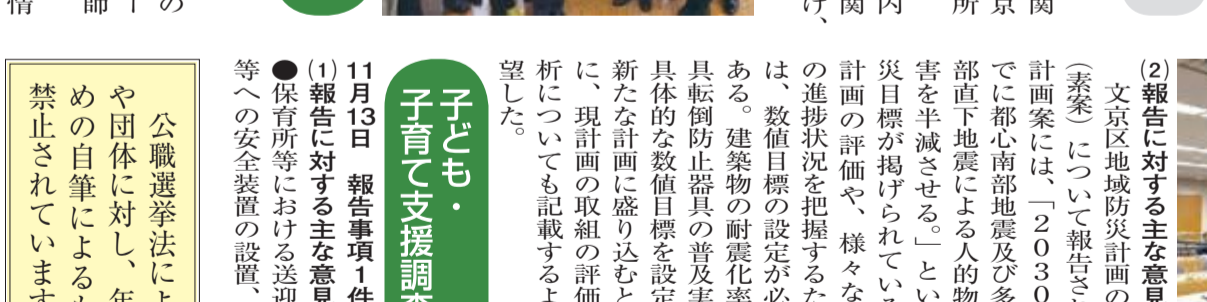 関
京
所
関
内
け、
の
ー
師
情
(2)報告に対する主な意見
文京区地域防災計画の
(素案)について報告さ
計画案には、「2030
でに都心南部地震及び多
部直下地震による人的物
害を半減させる。」とい
災目標が掲げられている
計画の評価や、様々な
の進捗状況を把握するた
は、数値目標の設定が必
ある。建築物の耐震化率
具転倒防止器具の普及実
具体的な数値目標を設定
新たな計画に盛り込むと
に、現計画の取組の評価
析についても記載するよ
望した。
子ども・
子育て支援調査
11月13日 報告事項1件
(1)報告に対する主な意見
●保育所等における送迎
等への安全装置の設置、
公職選挙法によ
や団体に対し、年
めの自筆によるも
禁止されています